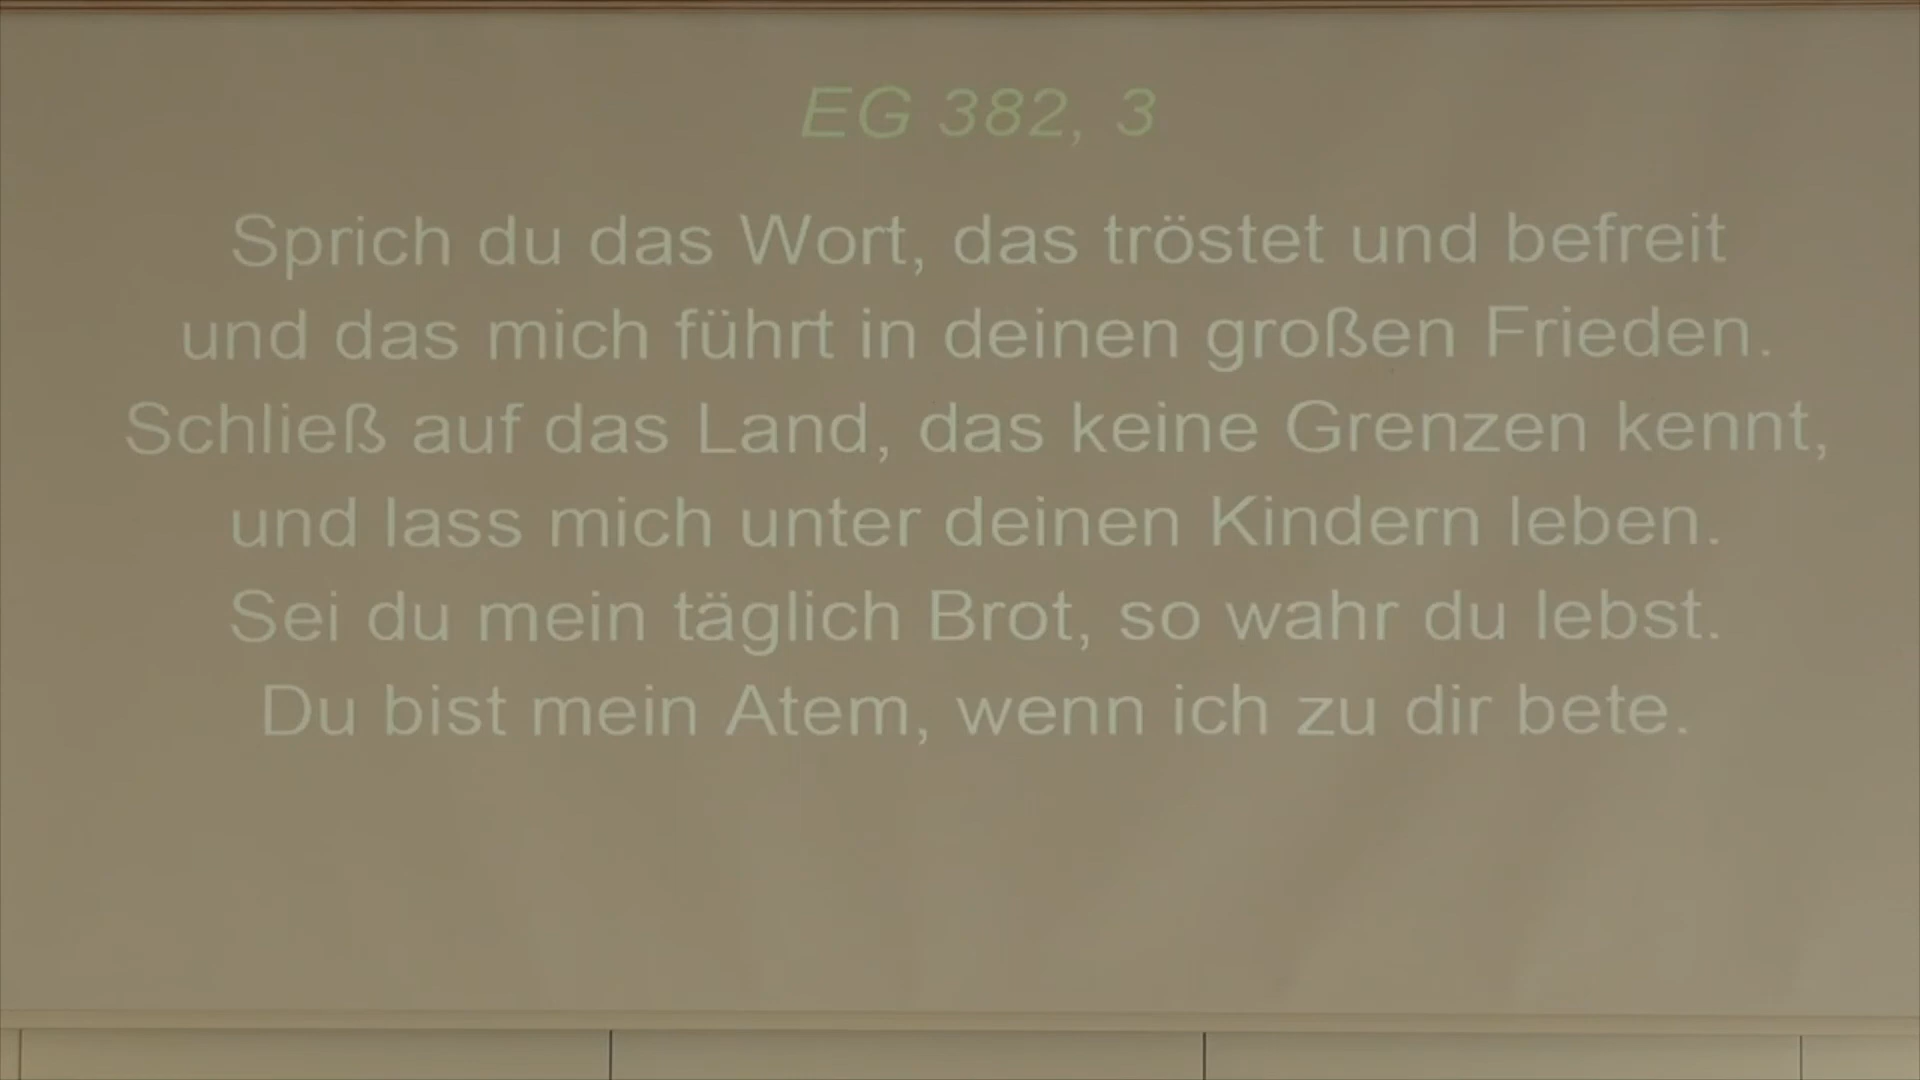 EG 382, 3
Sprich du das Wort, das tröstet und befreit
und das mich führt in deinen großen Frieden.
Schließ auf das Land, das keine Grenzen kennt,
und lass mich unter deinen Kindern leben.
Sei du mein täglich Brot, so wahr du lebst.
Du bist mein Atem, wenn ich zu dir bete.